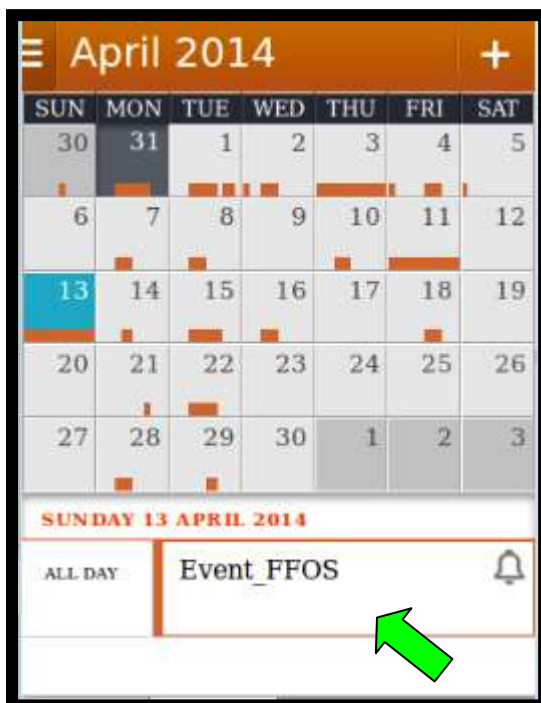 April 2014 +
SUN MON TUE WED THU FRI SAT
30 31 1 2 3 4 5
6 7 8 9 10 11 12
13 14 15 16 17 18 19
20 21 22 23 24 25 26
27 28 29 30 1 2 3
SUNDAY 13 APRIL 2014
ALL DAY Event_FFOS